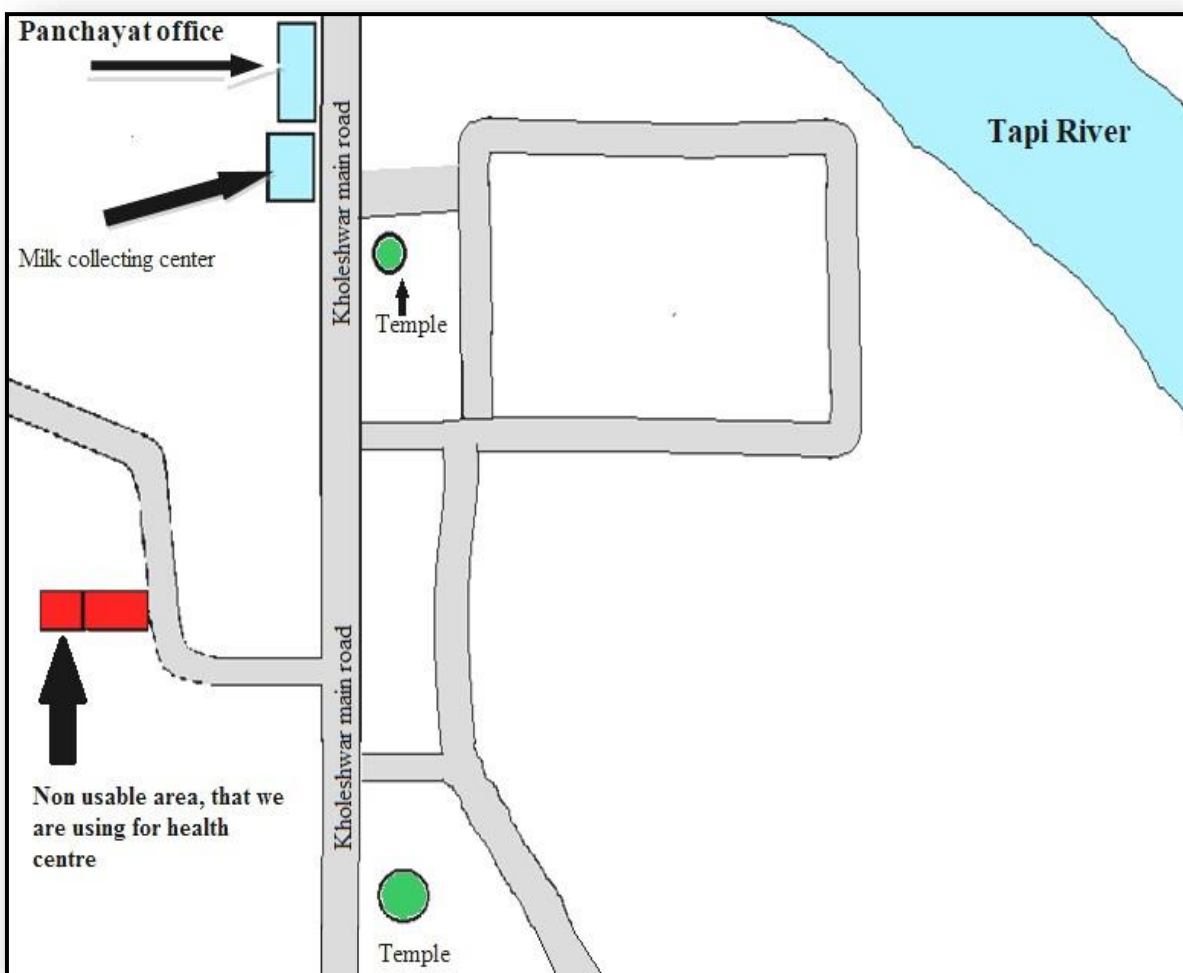 Panchayat office
Tapi River
Kholeshwar main road
Milk collecting center
Temple
Kholeshwar main road
Non usable area, that we
are using for health
centre
Temple